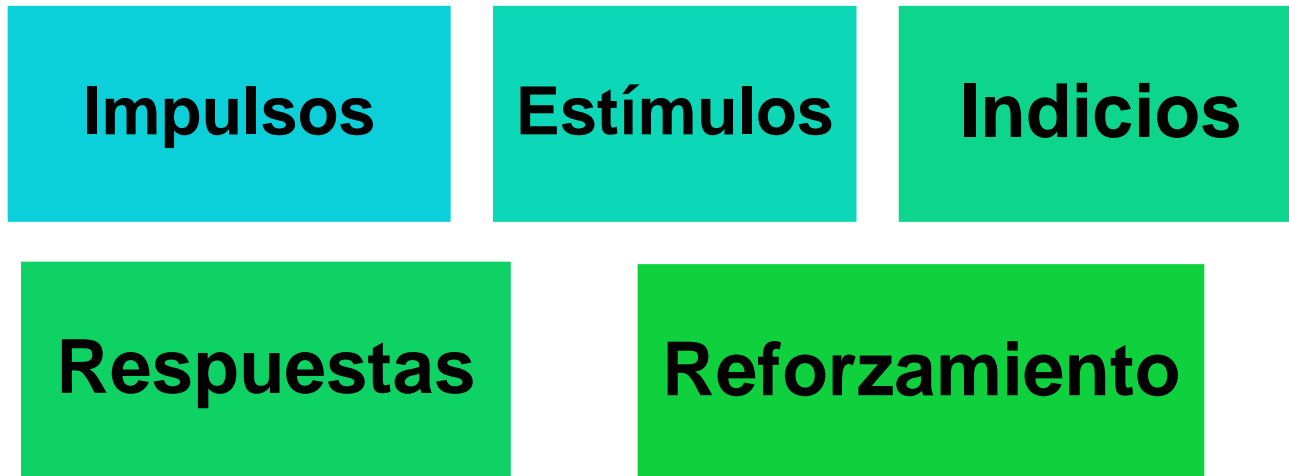 Impulsos
Estímulos
Indicios
Respuestas
Reforzamiento